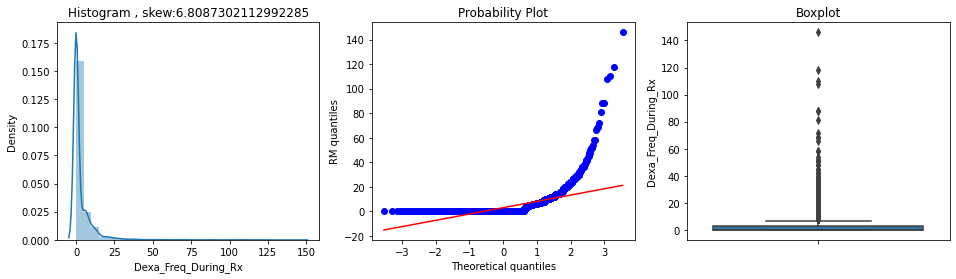 Histogram , skew:6.8087302112992285
Probability Plot
Boxplot
Density
0.175
0.150
0.125
0.100
0.075
0.050
0.025
0.000
0 25 50 75 100 125 150
Dexa_Freq_During_Rx
RM quantiles
140
120
100
80
60
40
20
0
−20
−3 −2 −1 0 1 2 3
Theoretical quantiles
Dexa_Freq_During_Rx
140
120
100
80
60
40
20
0